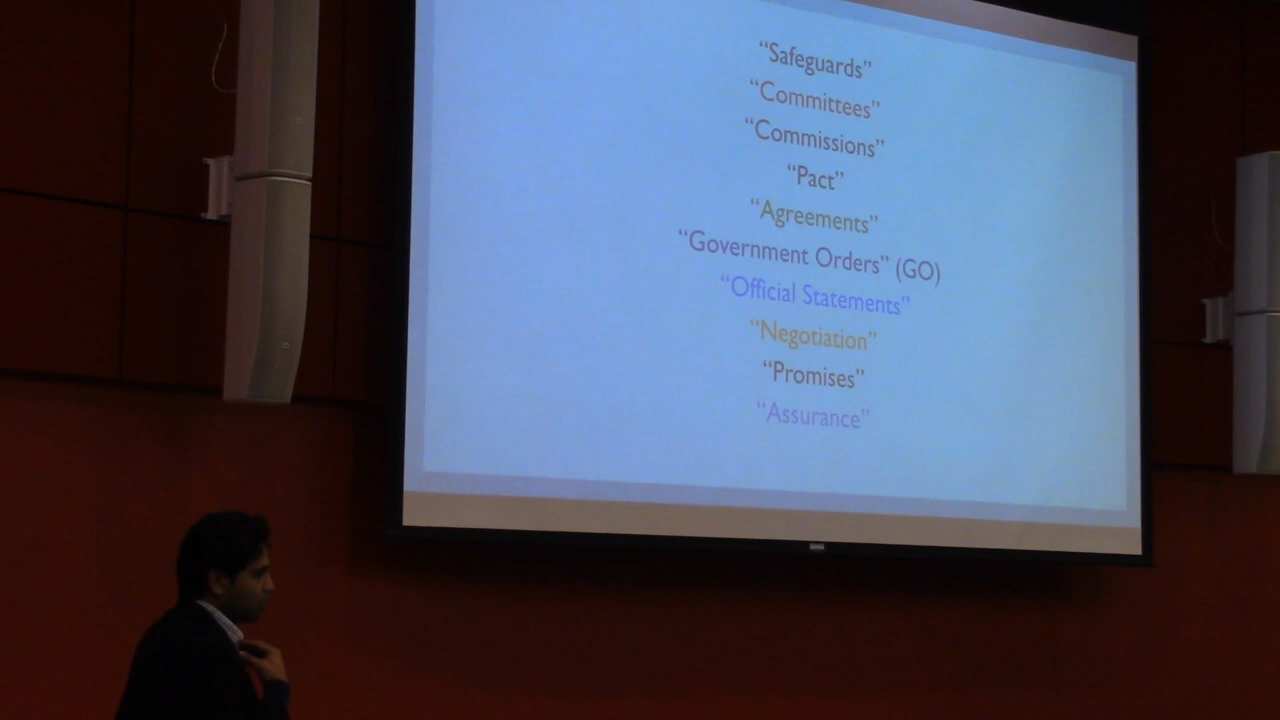 “Safeguards”
“Committees”
“Commissions”
“Pact”
“Agreements”
“Government Orders” (GO)
“Official Statements”
“Negotiation”
“Promises”
“Assurance”